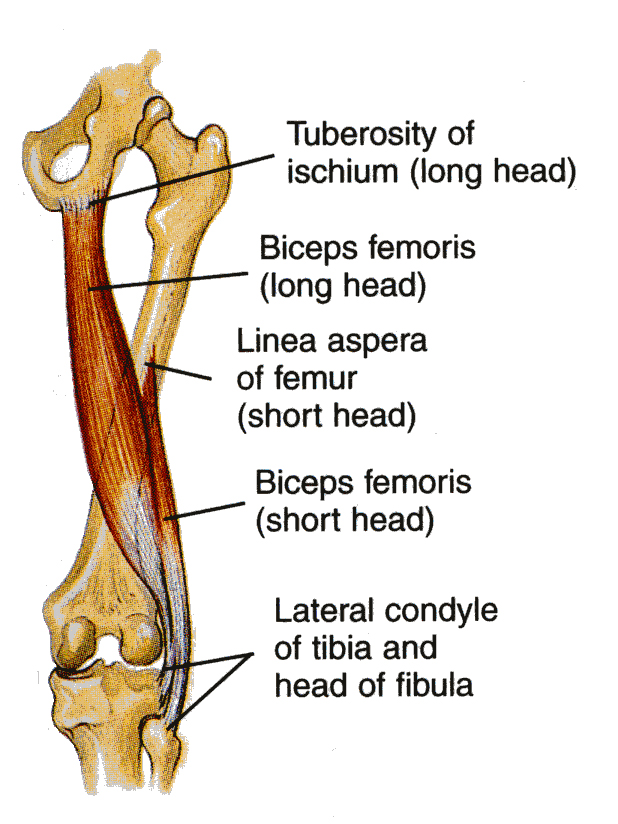 Tuberosity of
ischium (long head)
Biceps femoris
(long head)
Linea aspera
of femur
(short head)
Biceps femoris
(short head)
Lateral condyle
of tibia and
head of fibula